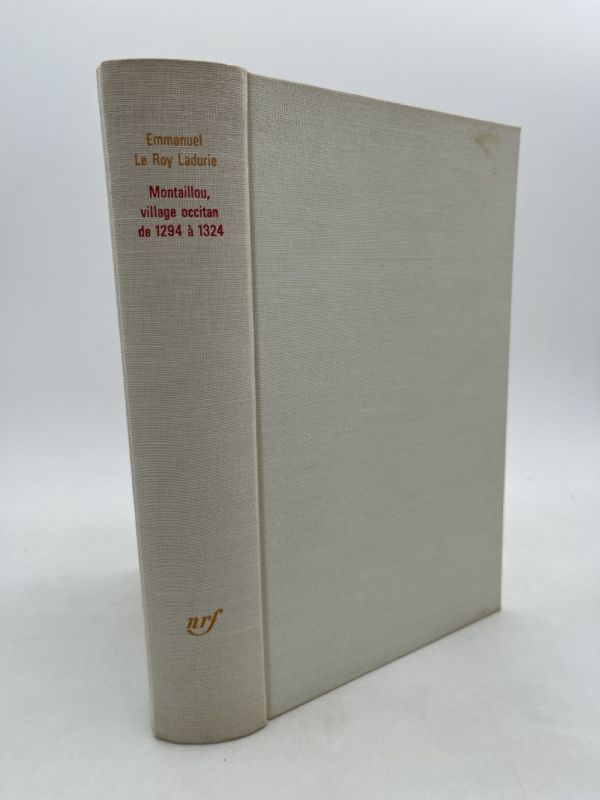 Emmanuel
Le Roy Ladurie
Montaillou,
village occitan
de 1294 à 1324
nrf